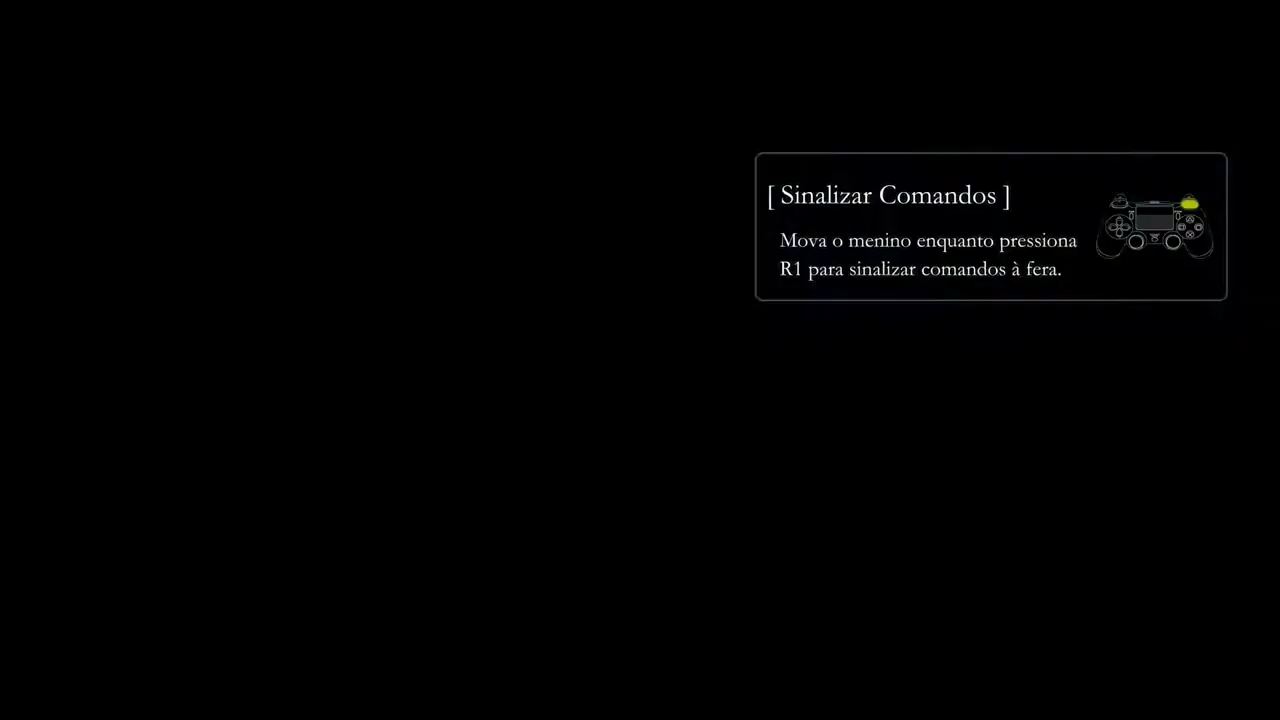 [ Sinalizar Comandos ]
Mova o menino enquanto pressiona
R1 para sinalizar comandos à fera.